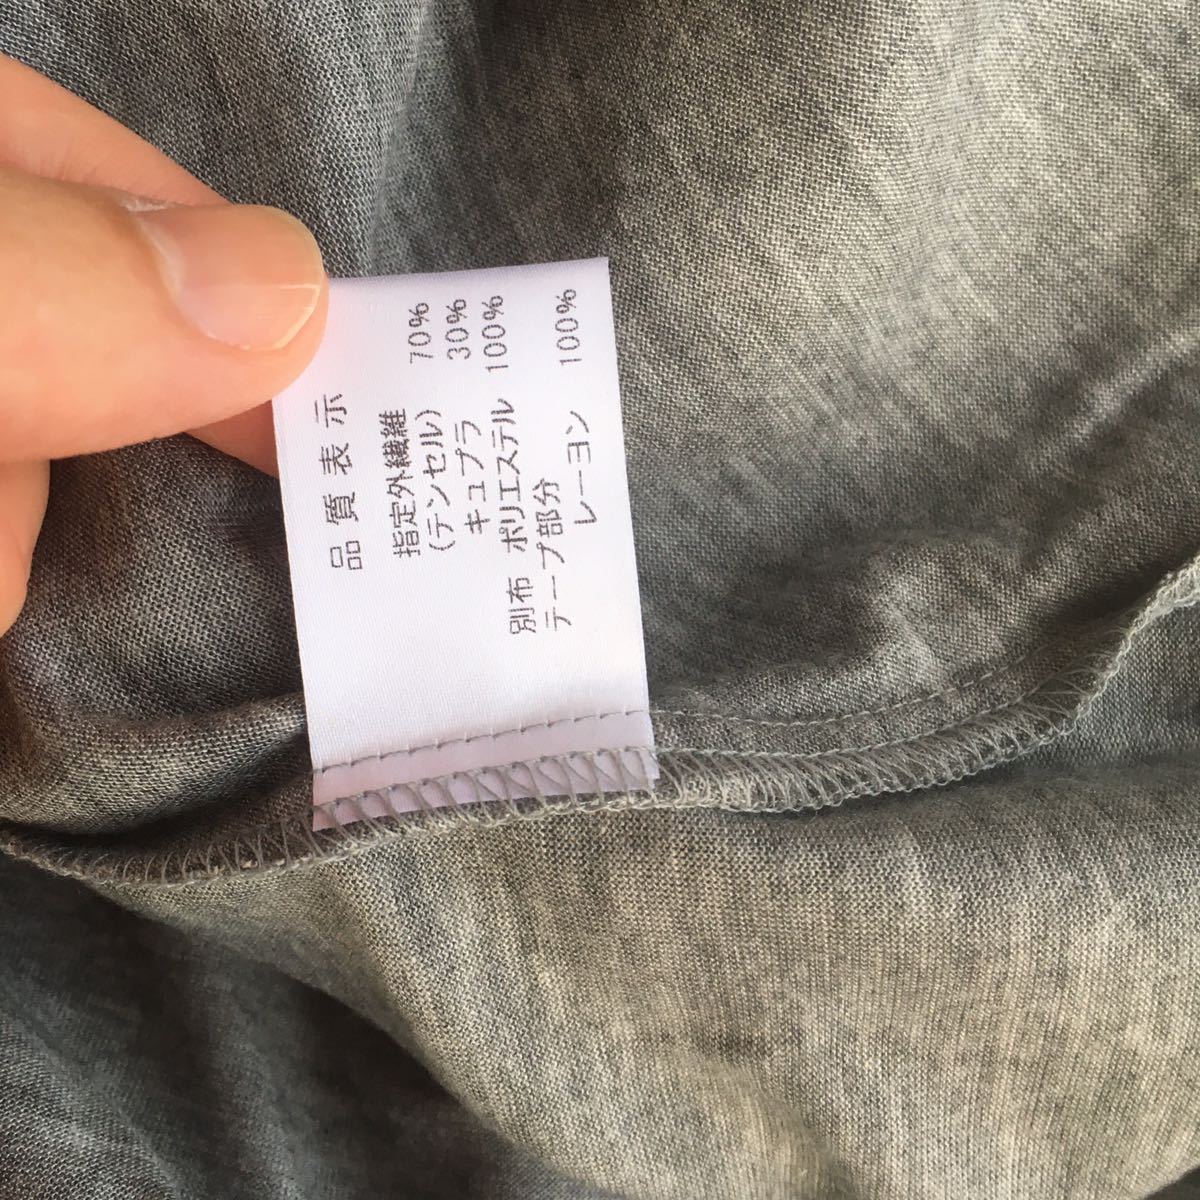 品質表示
指定外繊維 70%
(テンセル)
キュプラ 30%
別布 ポリエステル 100%
テープ部分
レーヨン 100%